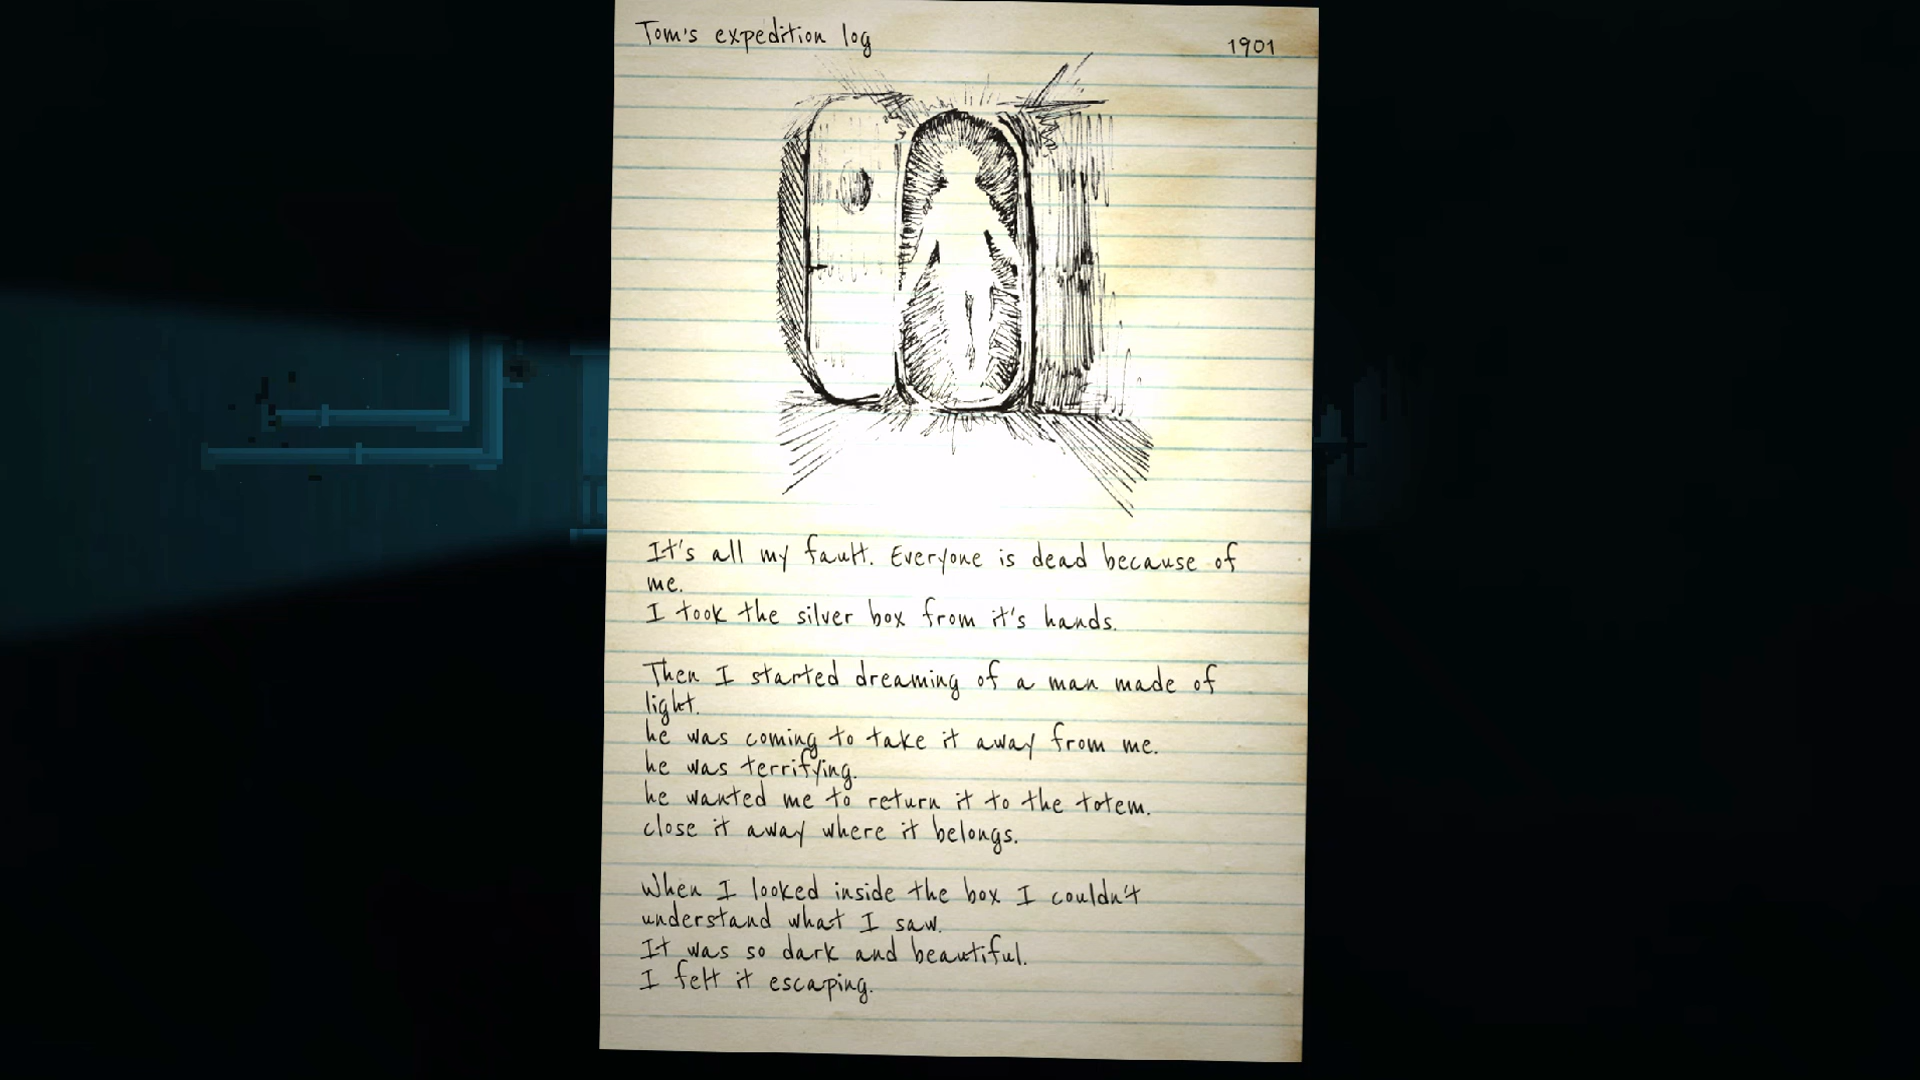 Tom's expedition log
1901
It's all my fault. Everyone is dead because of
me.
I took the silver box from it's hands.
Then I started dreaming of a man made of
light.
he was coming to take it away from me.
he was terrifying.
he wanted me to return it to the totem.
close it away where it belongs.
When I looked inside the box I couldn't
understand what I saw.
It was so dark and beautiful.
I felt it escaping.